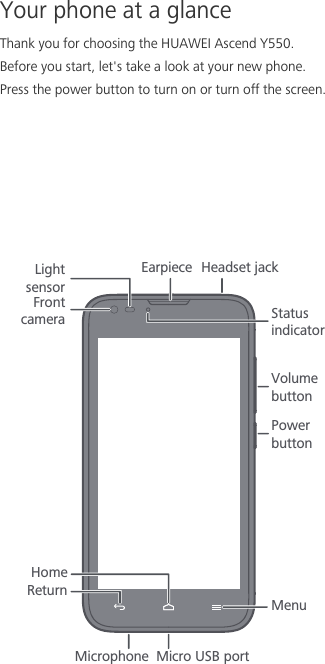 Your phone at a glance
Thank you for choosing the HUAWEI Ascend Y550.
Before you start, let's take a look at your new phone.
Press the power button to turn on or turn off the screen.
Earpiece Headset jack
Light
sensor
Front
camera
Status
indicator
Volume
button
Power
button
Home
Return
Menu
Microphone Micro USB port